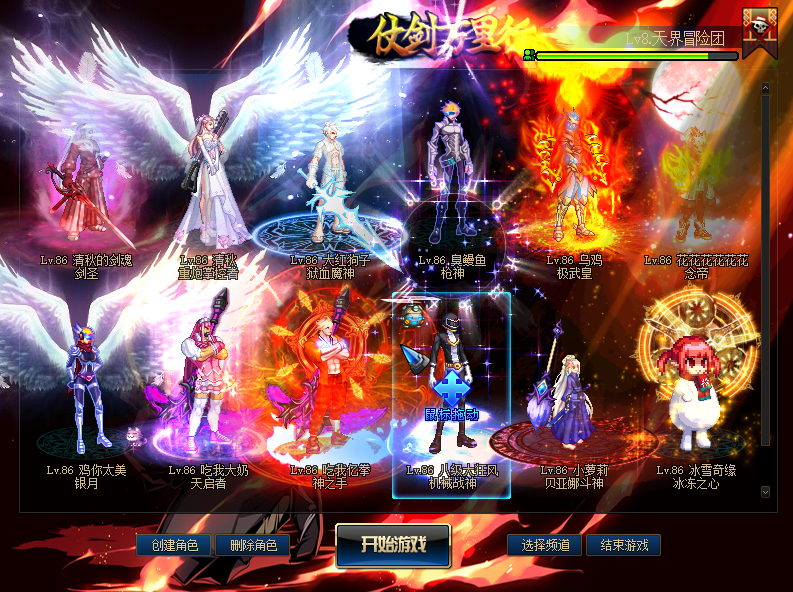 仗剑万里行
Lv8.天界冒险团
Lv.86 清秋的剑魂
剑圣
Lv.86 清秋
重炮掌控者
Lv.86 大红狗子
狱血魔神
Lv.86 臭鳗鱼
枪神
Lv.86 乌鸡
极武皇
Lv.86 花花花花花花
念帝
鼠标拖动
Lv.86 鸡你太美
银月
Lv.86 吃我大奶
天启者
Lv.86 吃我亿拳
神之手
Lv.86 八级大狂风
机械战神
Lv.86 小萝莉
贝亚娜斗神
Lv.86 冰雪奇缘
冰冻之心
创建角色
删除角色
开始游戏
选择频道
结束游戏